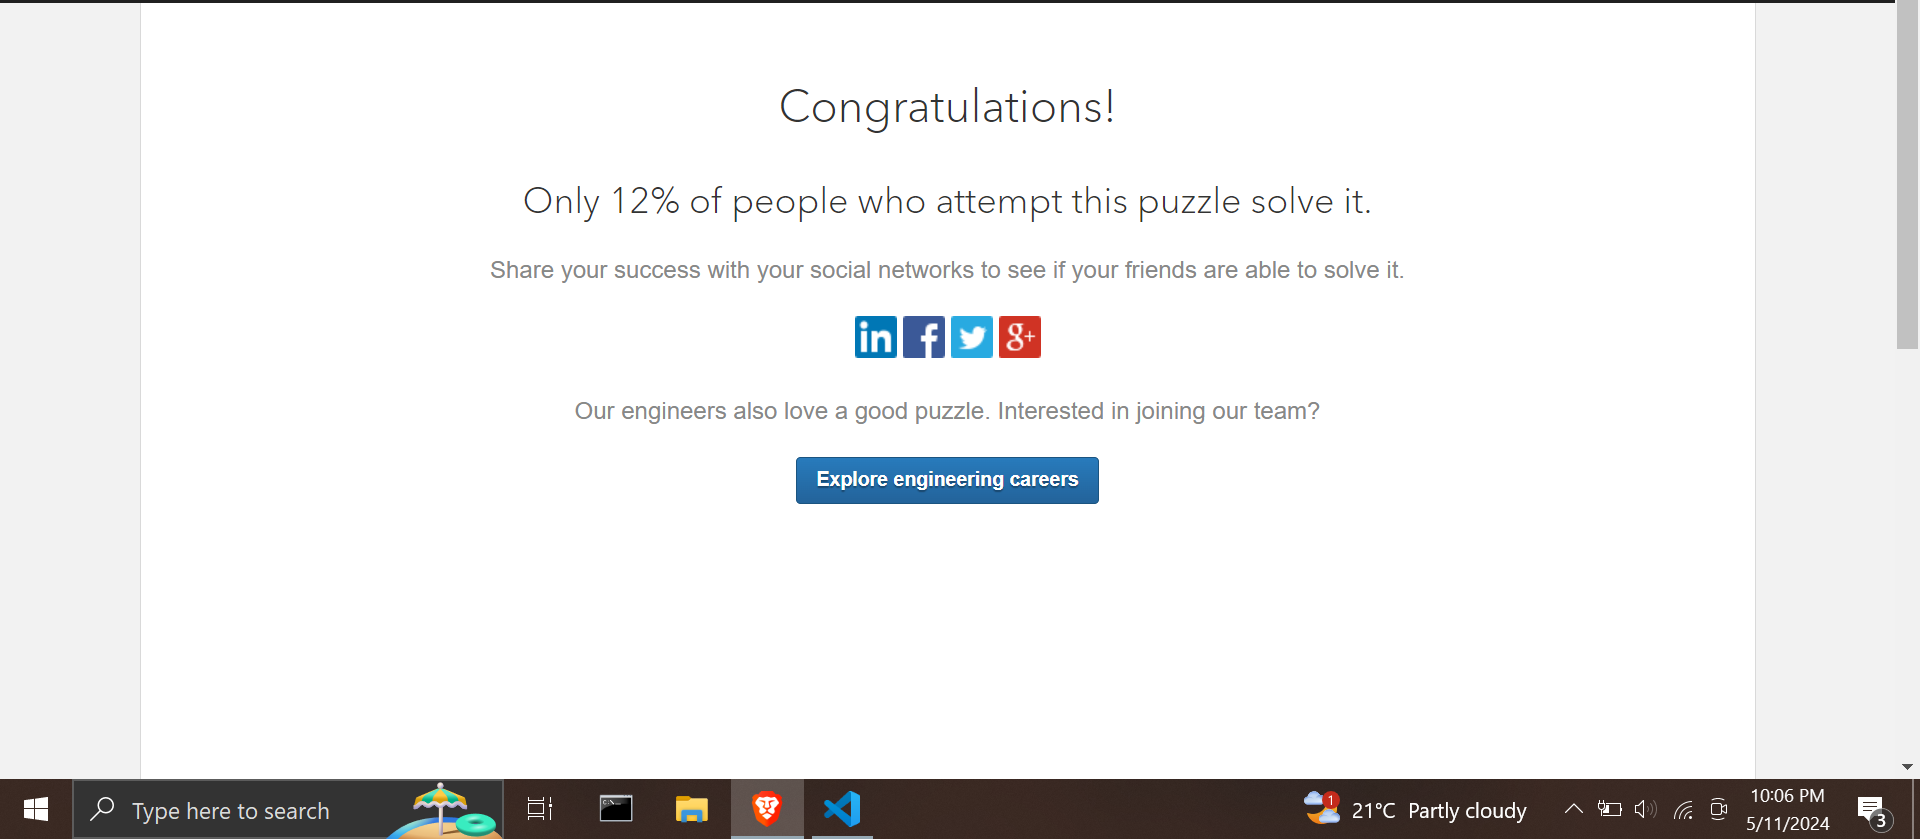 Congratulations!
Only 12% of people who attempt this puzzle solve it.
Share your success with your social networks to see if your friends are able to solve it.
in f g+
Our engineers also love a good puzzle. Interested in joining our team?
Explore engineering careers
Type here to search
1
21°C Partly cloudy
10:06 PM
5/11/2024
3